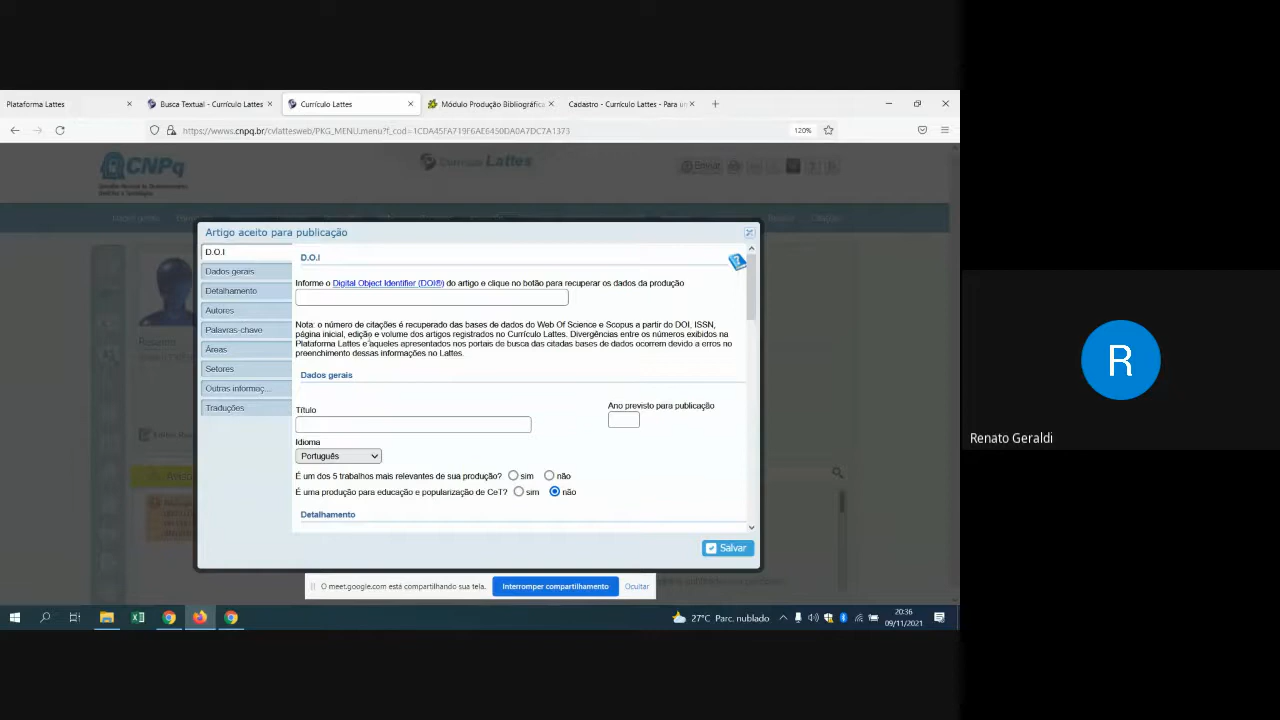 Plataforma Lattes
Busca Textual - Currículo Lattes
Currículo Lattes
Módulo Produção Bibliográfica
Cadastro - Currículo Lattes - Para un
https://wwws.cnpq.br/cvlattesweb/PKG_MENU.menu?f_cod=1CDA45FA719F6AE6450DA0A7DC7A1373
120%
CNPq
Currículo Lattes
Enviar
Artigo aceito para publicação
D.O.I
Dados gerais
Detalhamento
Autores
Palavras-chave
Áreas
Setores
Outras informaç...
Traduções
D.O.I
Informe o Digital Object Identifier (DOI®) do artigo e clique no botão para recuperar os dados da produção
Nota: o número de citações é recuperado das bases de dados do Web Of Science e Scopus a partir do DOI, ISSN,
página inicial, edição e volume dos artigos registrados no Currículo Lattes. Divergências entre os números exibidos na
Plataforma Lattes e aqueles apresentados nos portais de busca das citadas bases de dados ocorrem devido a erros no
preenchimento dessas informações no Lattes.
Dados gerais
Título
Ano previsto para publicação
Idioma
Português
É um dos 5 trabalhos mais relevantes de sua produção? sim não
É uma produção para educação e popularização de CeT? sim não
Detalhamento
Salvar
O meet.google.com está compartilhando sua tela.
Interromper compartilhamento
Ocultar
27°C Parc. nublado
20:36
09/11/2021
R
Renato Geraldi